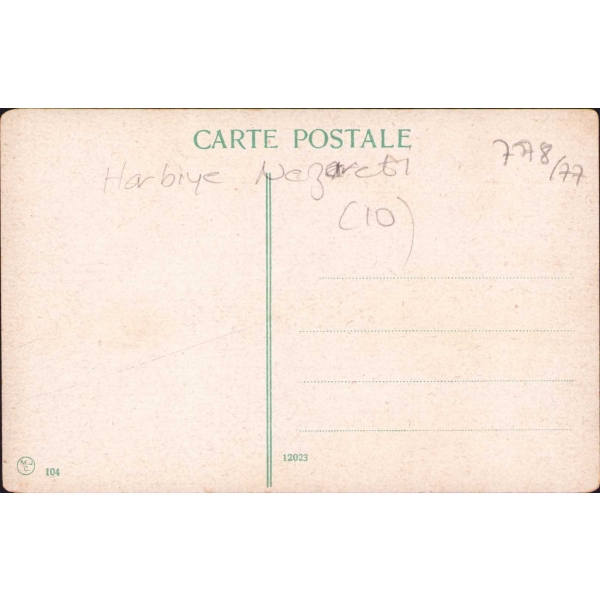 CARTE POSTALE
Harbiye Nezareti
(10)
778/77
104
12023